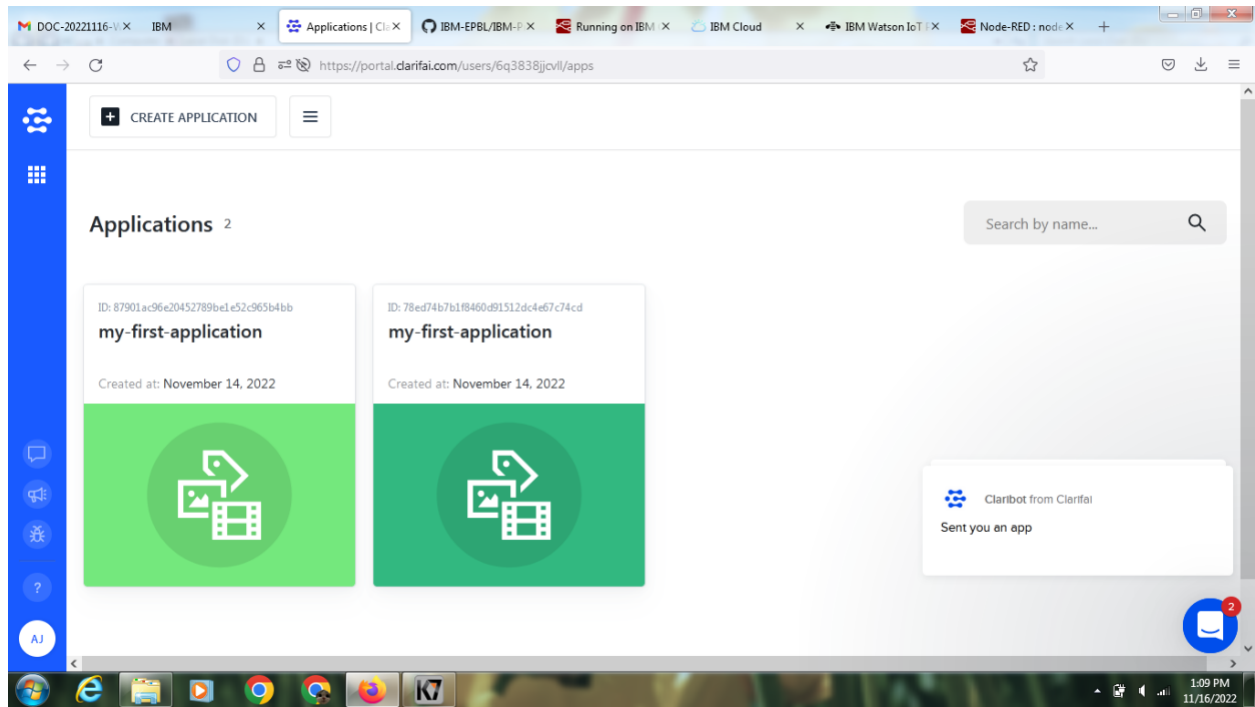 DOC-20221116-W
IBM
Applications | Cla
IBM-EPBL/IBM-P
Running on IBM
IBM Cloud
IBM Watson IoT P
Node-RED : node
https://portal.clarifai.com/users/6q3838jjcvll/apps
CREATE APPLICATION
Applications 2
Search by name...
ID: 87901ac96e20452789be1e52c965b4bb
my-first-application
Created at: November 14, 2022
ID: 78ed74b7b1f8460d91512dc4e67c74cd
my-first-application
Created at: November 14, 2022
Claribot from Clarifai
Sent you an app
?
2
AJ
K7
1:09 PM
11/16/2022